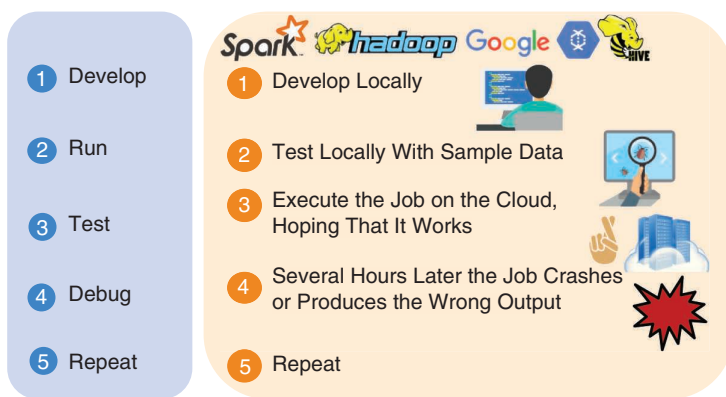 1 Develop
2 Run
3 Test
4 Debug
5 Repeat
Spark hadoop Google HIVE
1 Develop Locally
2 Test Locally With Sample Data
3 Execute the Job on the Cloud,
Hoping That It Works
4 Several Hours Later the Job Crashes
or Produces the Wrong Output
5 Repeat